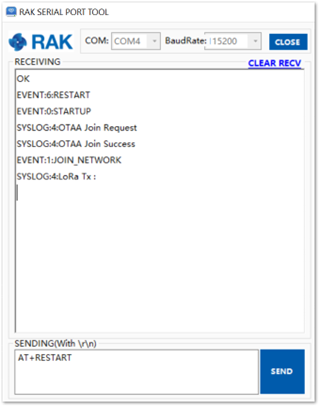 RAK SERIAL PORT TOOL
RAK COM: COM4 BaudRate: 115200 CLOSE
RECEIVING CLEAR RECV
OK
EVENT:6:RESTART
EVENT:0:STARTUP
SYSLOG:4:OTAA Join Request
SYSLOG:4:OTAA Join Success
EVENT:1:JOIN_NETWORK
SYSLOG:4:LoRa Tx :
SENDING(With \r\n)
AT+RESTART
SEND